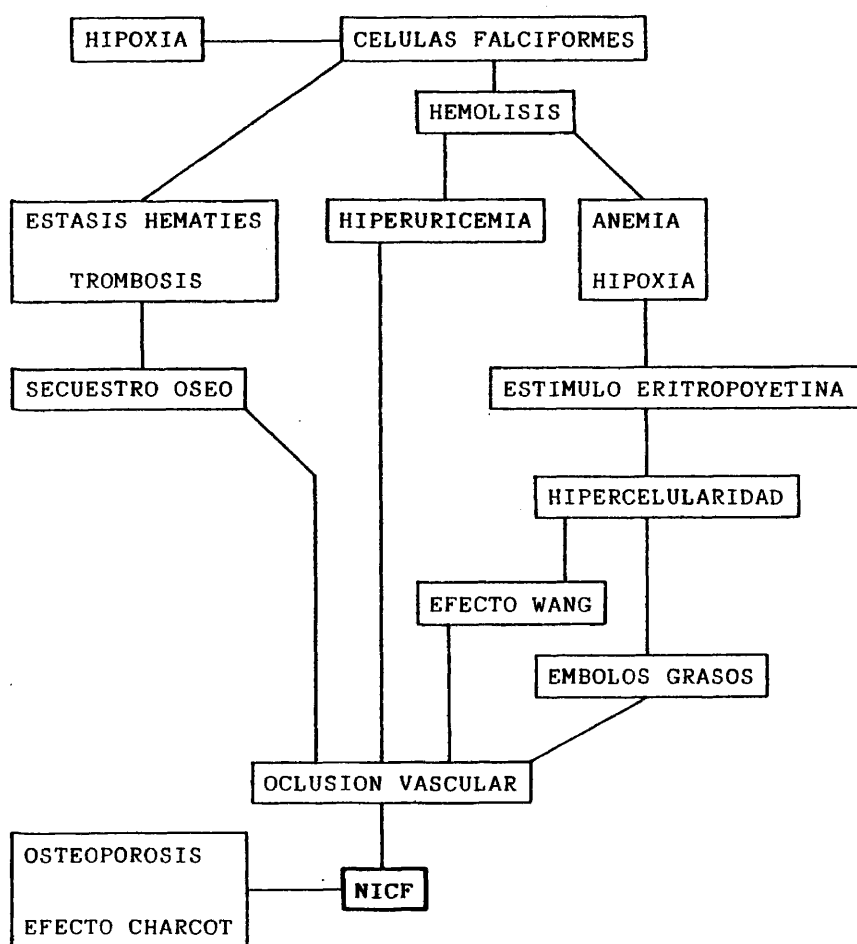 HIPOXIA
CELULAS FALCIFORMES
HEMOLISIS
ESTASIS HEMATIES
TROMBOSIS
HIPERURICEMIA
ANEMIA
HIPOXIA
SECUESTRO OSEO
ESTIMULO ERITROPOYETINA
HIPERCELULARIDAD
EFECTO WANG
EMBOLOS GRASOS
OCLUSION VASCULAR
OSTEOPOROSIS
EFECTO CHARCOT
NICF